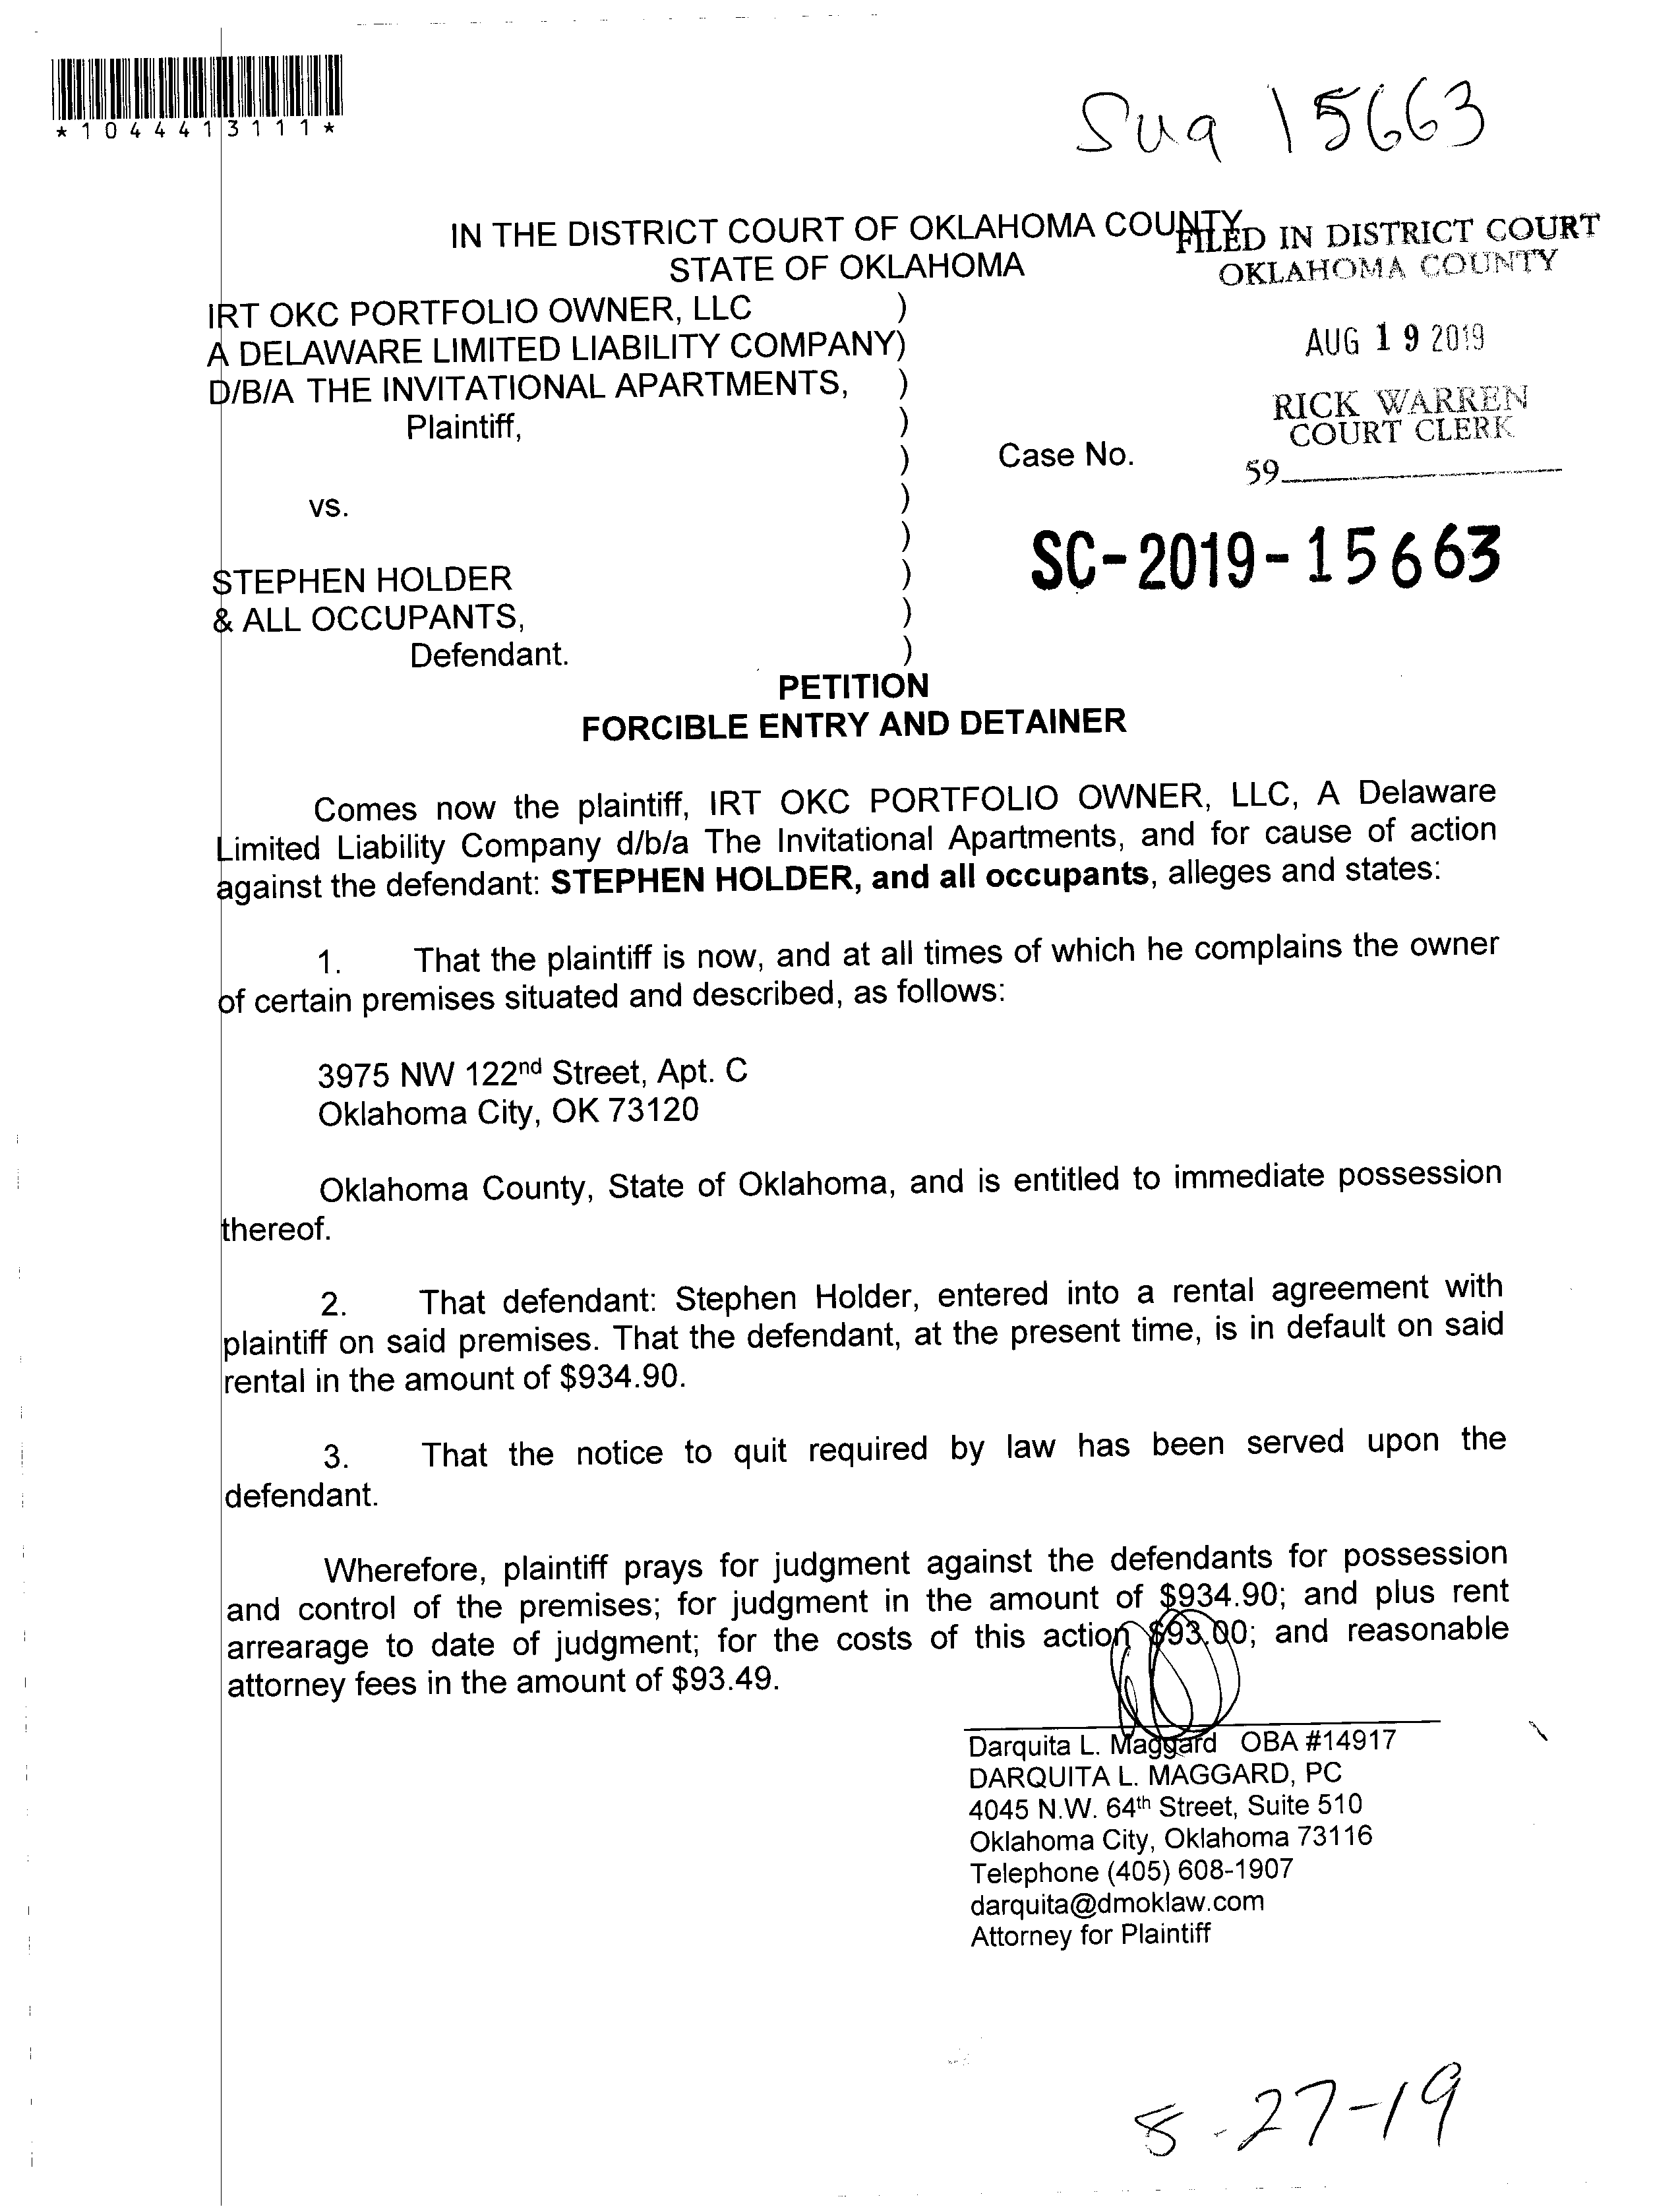 *1044413111*
Sug 15663
IN THE DISTRICT COURT OF OKLAHOMA COUNTY
STATE OF OKLAHOMA
FILED IN DISTRICT COURT
OKLAHOMA COUNTY
AUG 19 2019
RICK WARREN
COURT CLERK
59
IRT OKC PORTFOLIO OWNER, LLC )
A DELAWARE LIMITED LIABILITY COMPANY)
D/B/A THE INVITATIONAL APARTMENTS, )
Plaintiff, )
) Case No.
vs. )
)
STEPHEN HOLDER )
& ALL OCCUPANTS, )
Defendant. )
SC-2019-15663
PETITION
FORCIBLE ENTRY AND DETAINER
Comes now the plaintiff, IRT OKC PORTFOLIO OWNER, LLC, A Delaware
Limited Liability Company d/b/a The Invitational Apartments, and for cause of action
against the defendant: STEPHEN HOLDER, and all occupants, alleges and states:
1. That the plaintiff is now, and at all times of which he complains the owner
of certain premises situated and described, as follows:
3975 NW 122nd Street, Apt. C
Oklahoma City, OK 73120
Oklahoma County, State of Oklahoma, and is entitled to immediate possession
thereof.
2. That defendant: Stephen Holder, entered into a rental agreement with
plaintiff on said premises. That the defendant, at the present time, is in default on said
rental in the amount of $934.90.
3. That the notice to quit required by law has been served upon the
defendant.
Wherefore, plaintiff prays for judgment against the defendants for possession
and control of the premises; for judgment in the amount of $934.90; and plus rent
arrearage to date of judgment; for the costs of this action $93.00; and reasonable
attorney fees in the amount of $93.49.
Darquita L. Maggard OBA #14917
DARQUITA L. MAGGARD, PC
4045 N.W. 64th Street, Suite 510
Oklahoma City, Oklahoma 73116
Telephone (405) 608-1907
darquita@dmoklaw.com
Attorney for Plaintiff
8-27-19